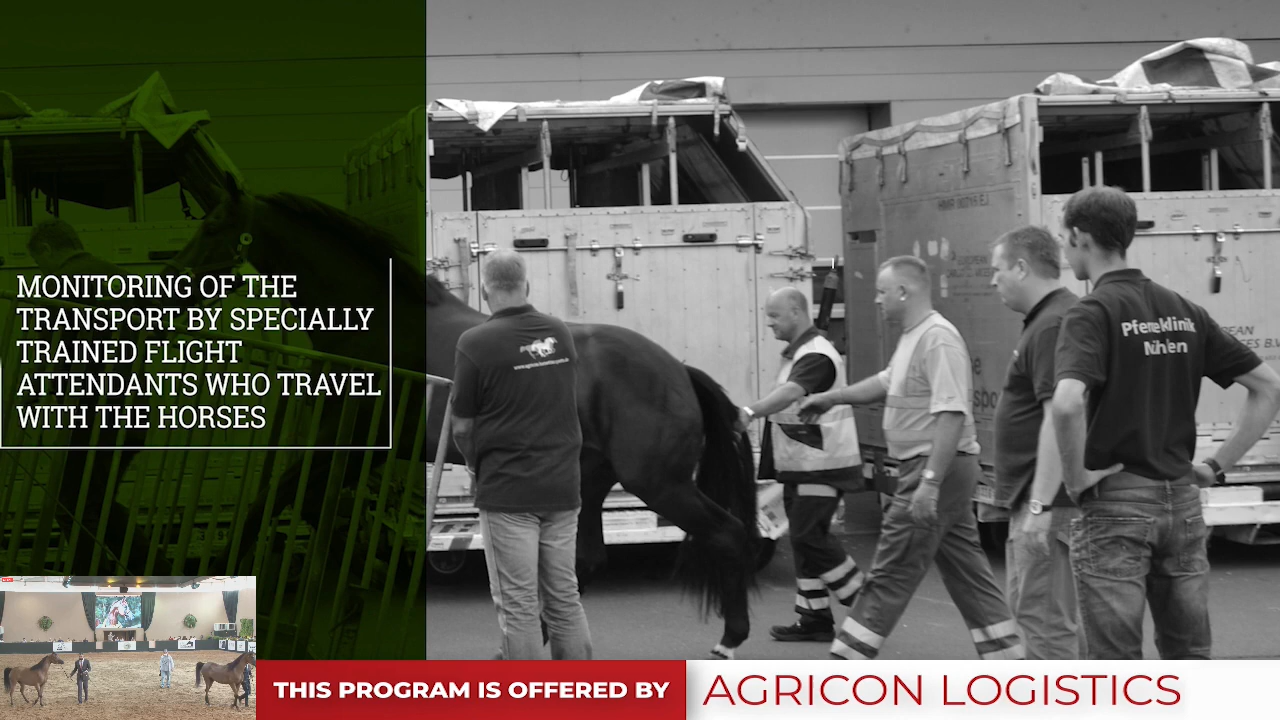 MONITORING OF THE
TRANSPORT BY SPECIALLY
TRAINED FLIGHT
ATTENDANTS WHO TRAVEL
WITH THE HORSES
Pferdeklinik
Mühlen
THIS PROGRAM IS OFFERED BY
AGRICON LOGISTICS